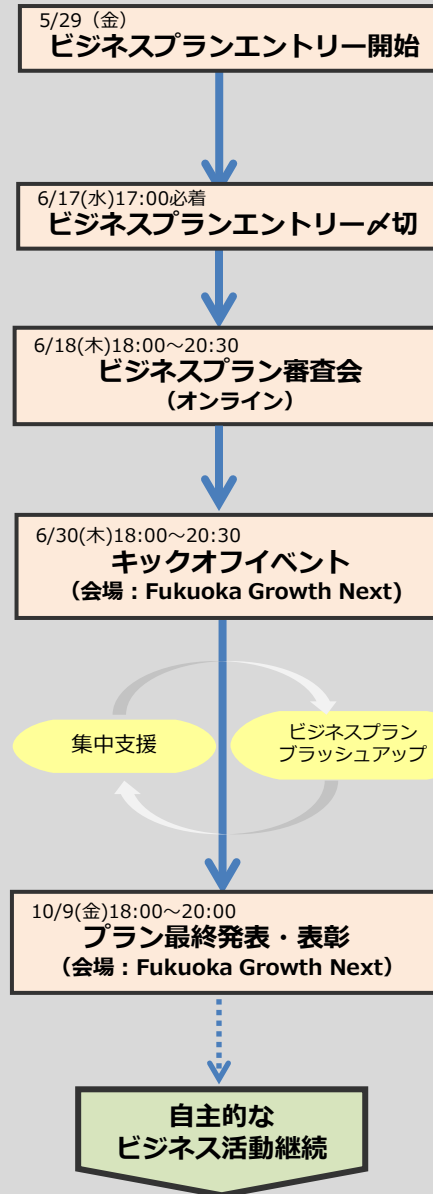 5/29（金）
ビジネスプランエントリー開始
6/17(水)17:00必着
ビジネスプランエントリー〆切
6/18(木)18:00～20:30
ビジネスプラン審査会
（オンライン）
6/30(木)18:00～20:30
キックオフイベント
（会場：Fukuoka Growth Next)
集中支援
ビジネスプラン
ブラッシュアップ
10/9(金)18:00～20:00
プラン最終発表・表彰
（会場：Fukuoka Growth Next）
自主的な
ビジネス活動継続